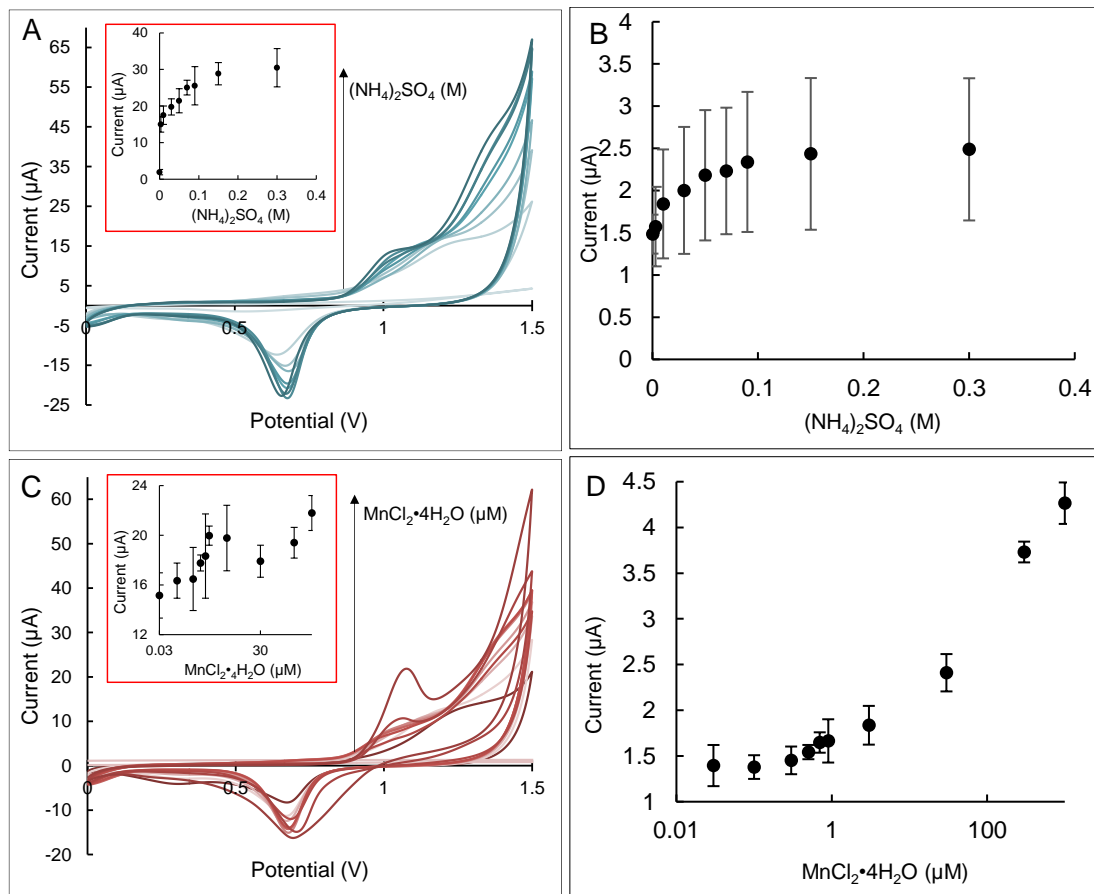 A
65
55
45
35
25
15
5
-5
-15
-25
0
0.5
1
1.5
Current (µA)
Potential (V)
(NH₄)₂SO₄ (M)
40
30
20
10
0
0 0.1 0.2 0.3 0.4
Current (µA)
(NH₄)₂SO₄ (M)
B
4
3.5
3
2.5
2
1.5
1
0.5
0
0 0.1 0.2 0.3 0.4
Current (µA)
(NH₄)₂SO₄ (M)
C
60
50
40
30
20
10
0
-10
-20
0
0.5
1
1.5
Current (µA)
Potential (V)
MnCl₂•4H₂O (µM)
24
22
20
18
16
14
12
0.03 30
Current (µA)
MnCl₂•₄H₂O (µM)
D
4.5
4
3.5
3
2.5
2
1.5
1
0.01 1 100
Current (µA)
MnCl₂•4H₂O (µM)